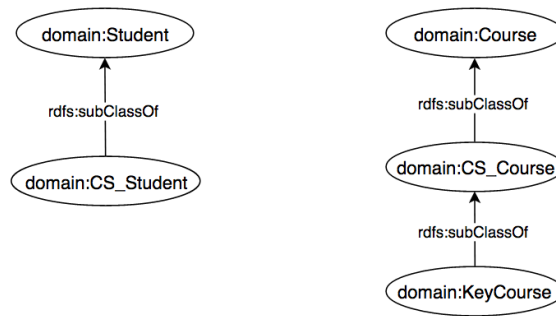 domain:Student
domain:Course
rdfs:subClassOf
rdfs:subClassOf
domain:CS_Student
domain:CS_Course
rdfs:subClassOf
domain:KeyCourse